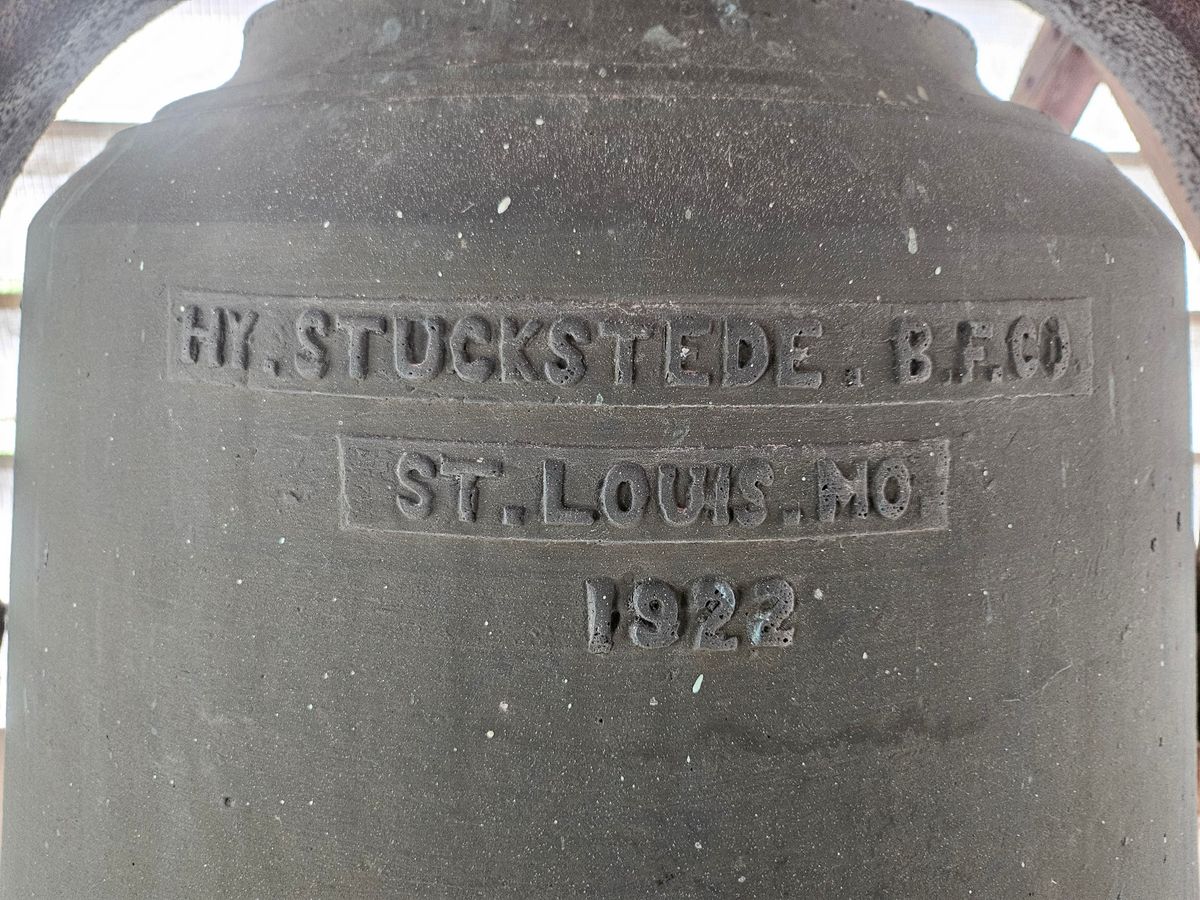 HY. STUCKSTEDE. B.F.CO.
ST. LOUIS. MO.
1922